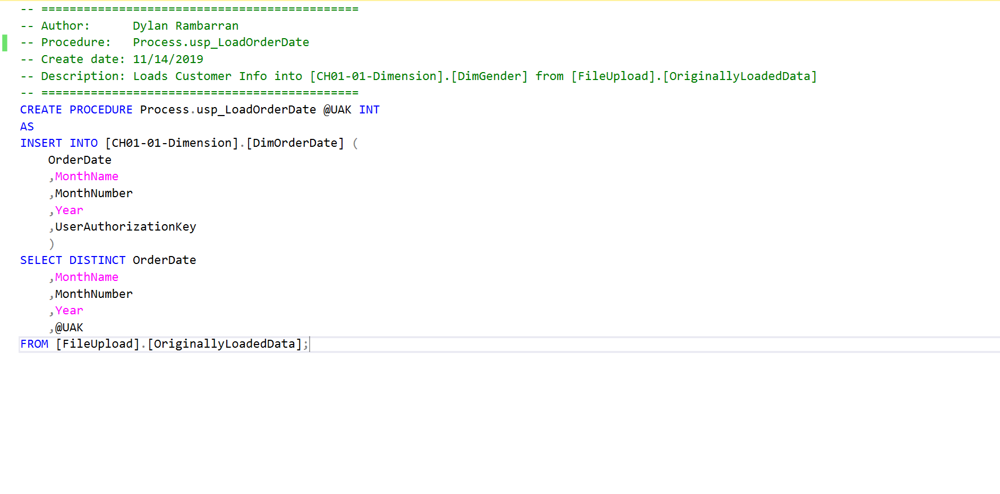 -- =============================================
-- Author:      Dylan Rambarran
-- Procedure:   Process.usp_LoadOrderDate
-- Create date: 11/14/2019
-- Description: Loads Customer Info into [CH01-01-Dimension].[DimGender] from [FileUpload].[OriginallyLoadedData]
-- =============================================
CREATE PROCEDURE Process.usp_LoadOrderDate @UAK INT
AS
INSERT INTO [CH01-01-Dimension].[DimOrderDate] (
    OrderDate
    ,MonthName
    ,MonthNumber
    ,Year
    ,UserAuthorizationKey
    )
SELECT DISTINCT OrderDate
    ,MonthName
    ,MonthNumber
    ,Year
    ,@UAK
FROM [FileUpload].[OriginallyLoadedData];